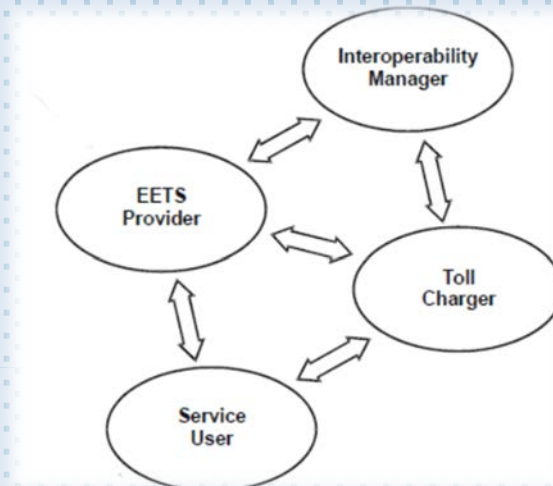 Interoperability
Manager
EETS
Provider
Toll
Charger
Service
User